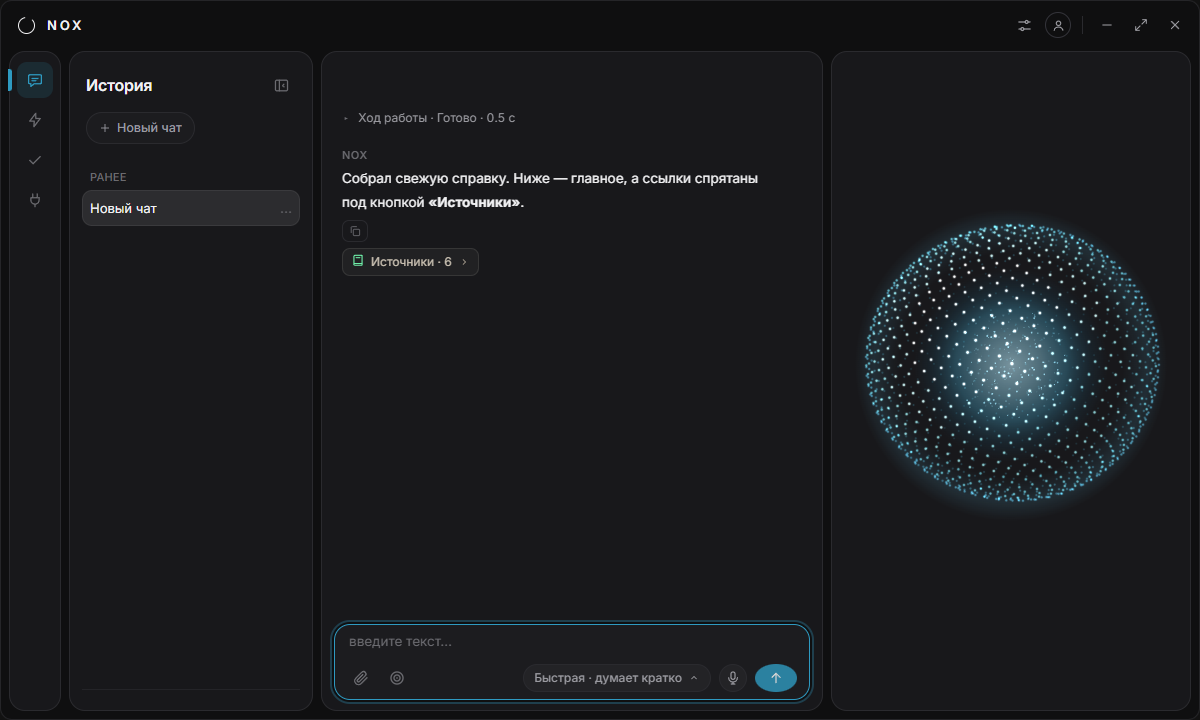 NOX
История
+ Новый чат
РАНЕЕ
Новый чат
...
Ход работы · Готово · 0.5 с
NOX
Собрал свежую справку. Ниже — главное, а ссылки спрятаны
под кнопкой «Источники».
Источники · 6
введите текст...
Быстрая · думает кратко